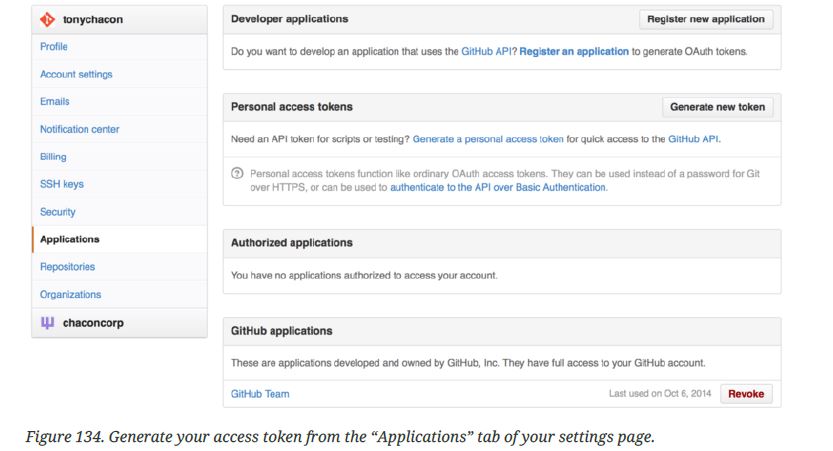 tonychacon
Profile
Account settings
Emails
Notification center
Billing
SSH keys
Security
Applications
Repositories
Organizations
chaconcorp
Developer applications
Register new application
Do you want to develop an application that uses the GitHub API? Register an application to generate OAuth tokens.
Personal access tokens
Generate new token
Need an API token for scripts or testing? Generate a personal access token for quick access to the GitHub API.
Personal access tokens function like ordinary OAuth access tokens. They can be used instead of a password for Git
over HTTPS, or can be used to authenticate to the API over Basic Authentication.
Authorized applications
You have no applications authorized to access your account.
GitHub applications
These are applications developed and owned by GitHub, Inc. They have full access to your GitHub account.
GitHub Team
Last used on Oct 6, 2014
Revoke
Figure 134. Generate your access token from the “Applications” tab of your settings page.